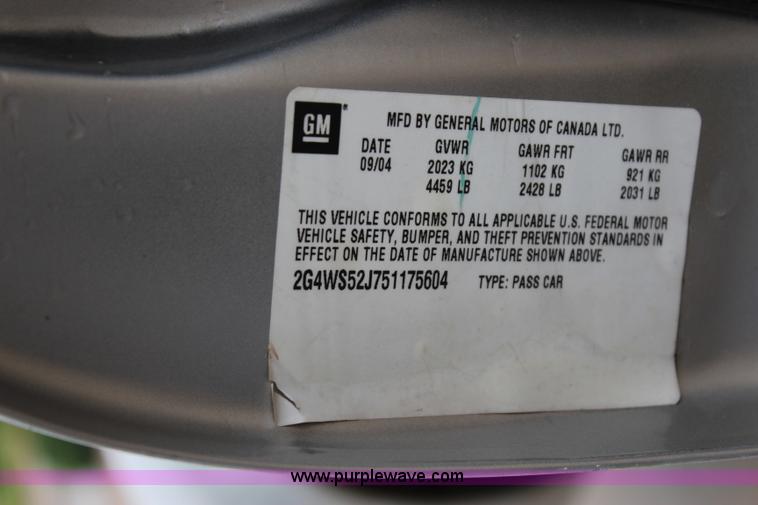 GM
MFD BY GENERAL MOTORS OF CANADA LTD.
DATE GVWR GAWR FRT GAWR RR
09/04 2023 KG 1102 KG 921 KG
4459 LB 2428 LB 2031 LB
THIS VEHICLE CONFORMS TO ALL APPLICABLE U.S. FEDERAL MOTOR
VEHICLE SAFETY, BUMPER, AND THEFT PREVENTION STANDARDS IN
EFFECT ON THE DATE OF MANUFACTURE SHOWN ABOVE.
2G4WS52J751175604 TYPE: PASS CAR
www.purplewave.com